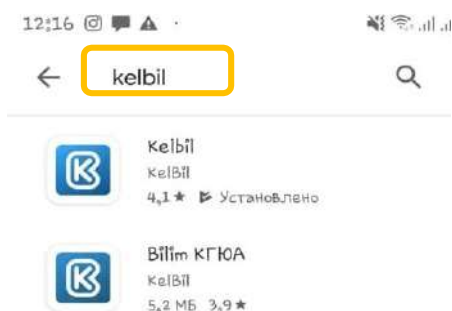 12:16
kelbil
Kelbil
KelBil
4,1★ Установлено
Bilim КГЮА
KelBil
5,2 МБ 3,9★